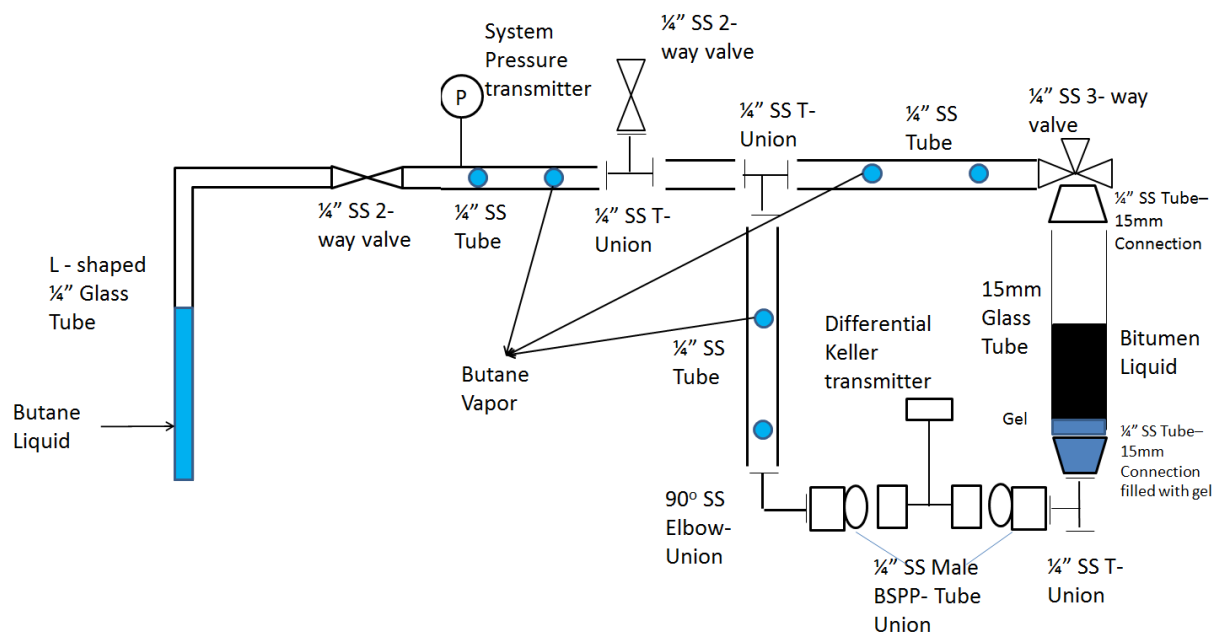 System
Pressure
transmitter
P
¼” SS 2-
way valve
¼” SS T-
Union
¼” SS
Tube
¼” SS 3- way
valve
¼” SS 2-
way valve
¼” SS
Tube
¼” SS T-
Union
¼” SS Tube–
15mm
Connection
L - shaped
¼” Glass
Tube
15mm
Glass
Tube
Differential
Keller
transmitter
Bitumen
Liquid
¼” SS
Tube
Butane
Vapor
Butane
Liquid
Gel
¼” SS Tube–
15mm
Connection
filled with gel
90º SS
Elbow-
Union
¼” SS Male
BSPP- Tube
Union
¼” SS T-
Union